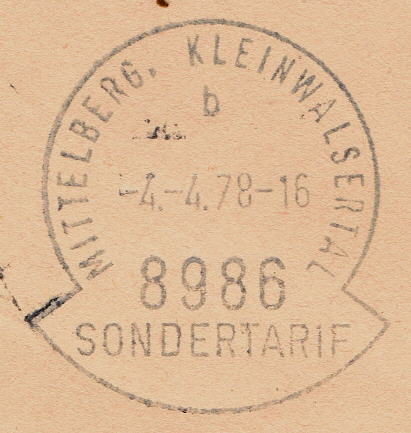 MITTELBERG, KLEINWALSERTAL
b
-4.-4.78-16
8986
SONDERTARIF